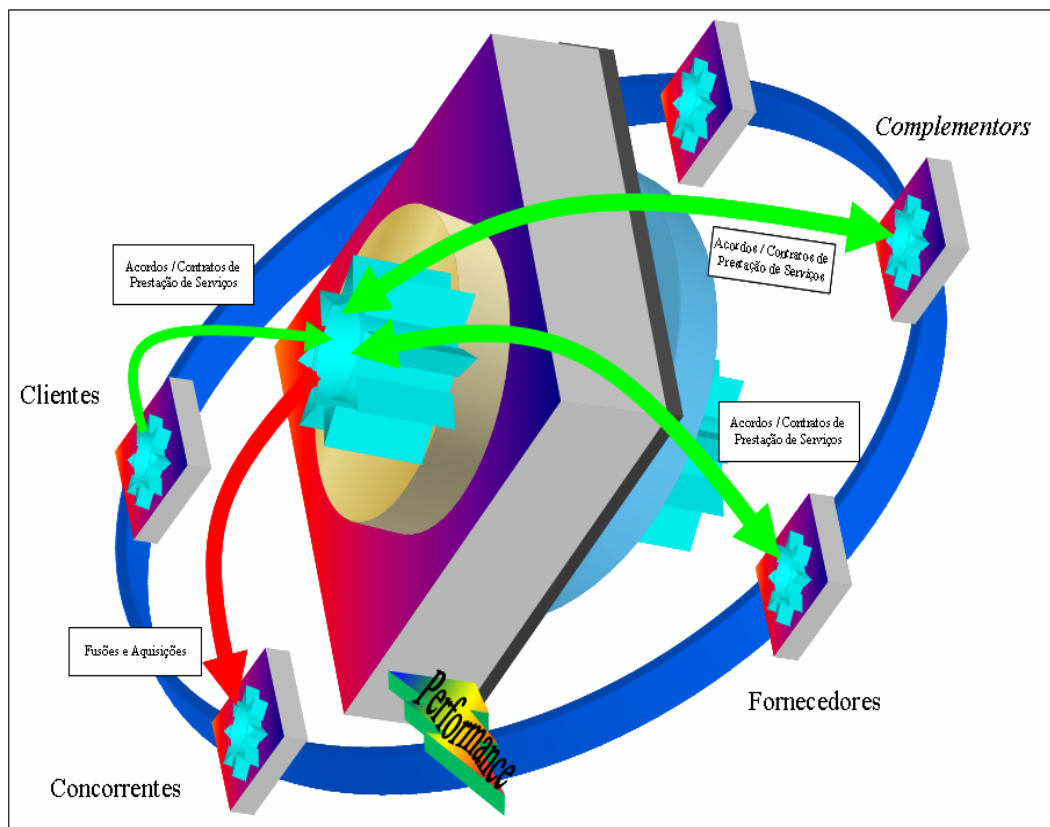 Complementors
Acordos / Contratos de
Prestação de Serviços
Acordos / Contratos de
Prestação de Serviços
Clientes
Acordos / Contratos de
Prestação de Serviços
Fusões e Aquisições
Performance
Fornecedores
Concorrentes